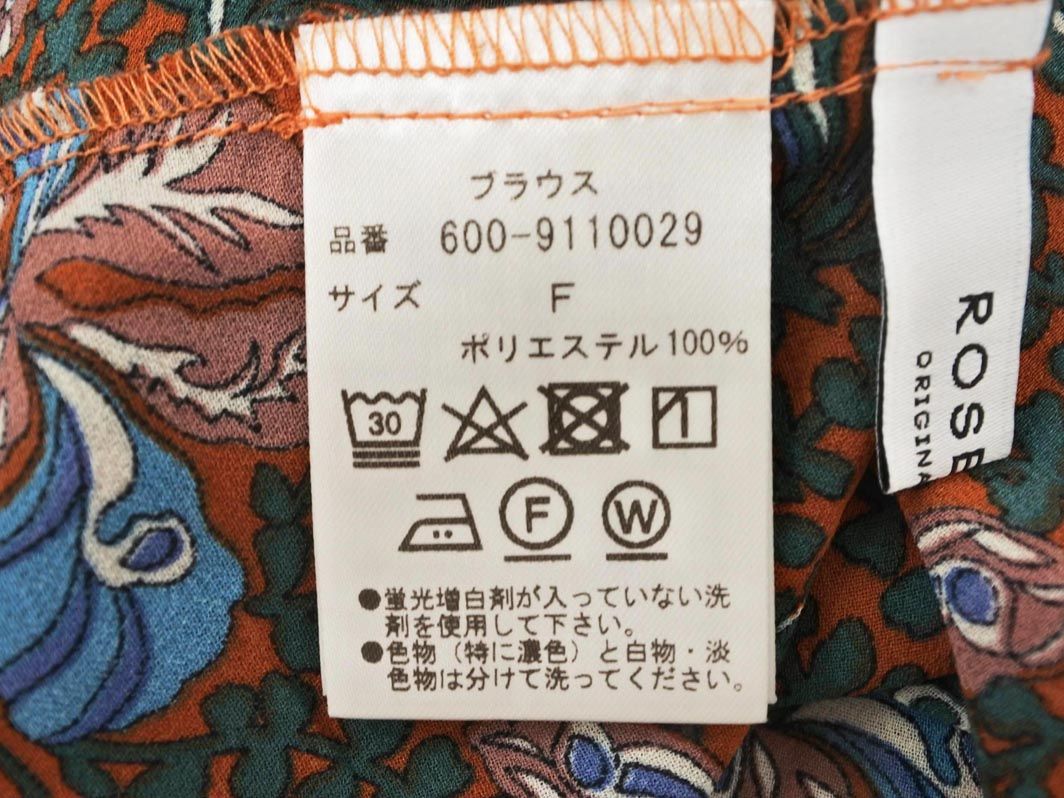 ブラウス
品番 600-9110029
サイズ F
ポリエステル100%
30
F W
●蛍光増白剤が入っていない洗
剤を使用して下さい。
●色物（特に濃色）と白物・淡
色物は分けて洗ってください。
ROSE
ORIGINA